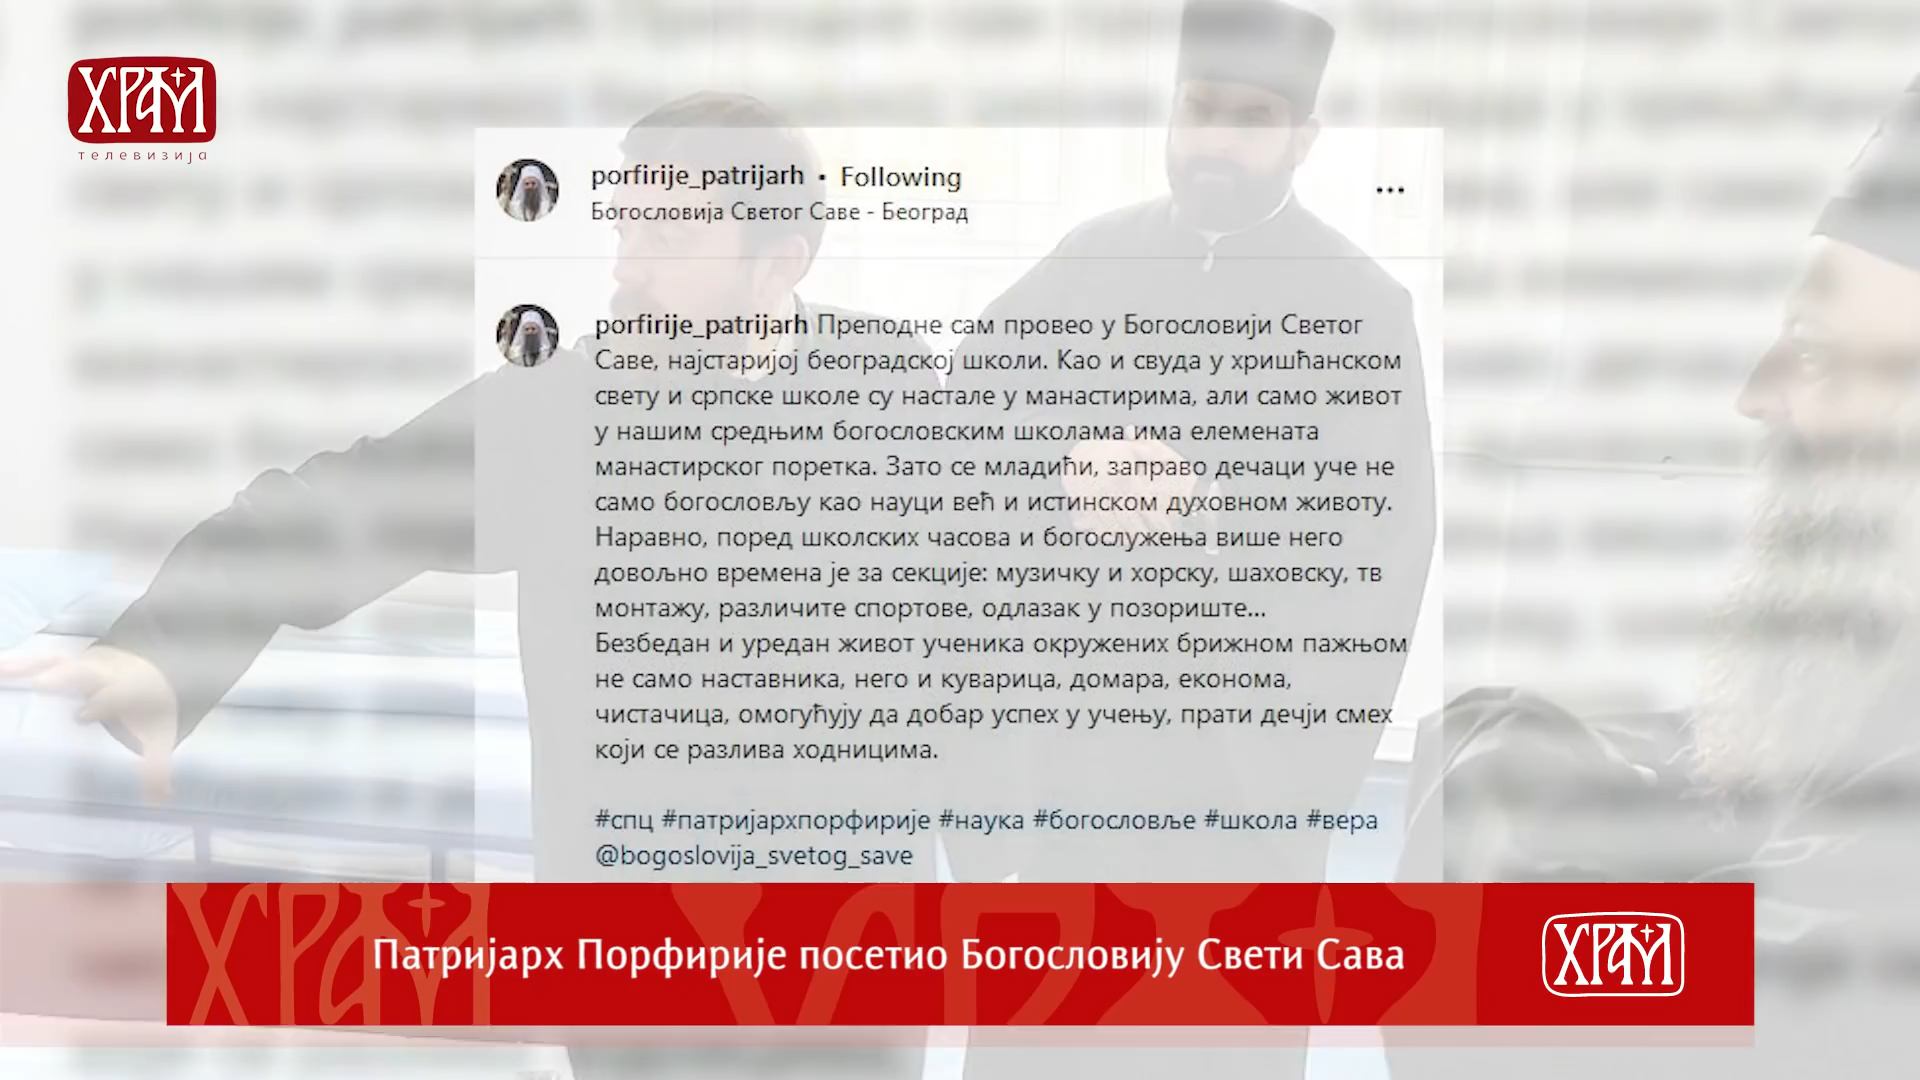 ХРАМ
телевизија
porfirije_patrijarh • Following
Богословија Светог Саве - Београд
porfirije_patrijarh Преподне сам провео у Богословији Светог
Саве, најстаријој београдској школи. Као и свуда у хришћанском
свету и српске школе су настале у манастирима, али само живот
у нашим средњим богословским школама има елемената
манастирског поретка. Зато се младићи, заправо дечаци уче не
само богословљу као науци већ и истинском духовном животу.
Наравно, поред школских часова и богослужења више него
довољно времена је за секције: музичку и хорску, шаховску, тв
монтажу, различите спортове, одлазак у позориште...
Безбедан и уредан живот ученика окружених брижном пажњом
не само наставника, него и куварица, домара, економа,
чистачица, омогућују да добар успех у учењу, прати дечји смех
који се разлива ходницима.
#спц #патријархпорфирије #наука #богословље #школа #вера
@bogoslovija_svetog_save
Патријарх Порфирије посетио Богословију Свети Сава
ХРАМ